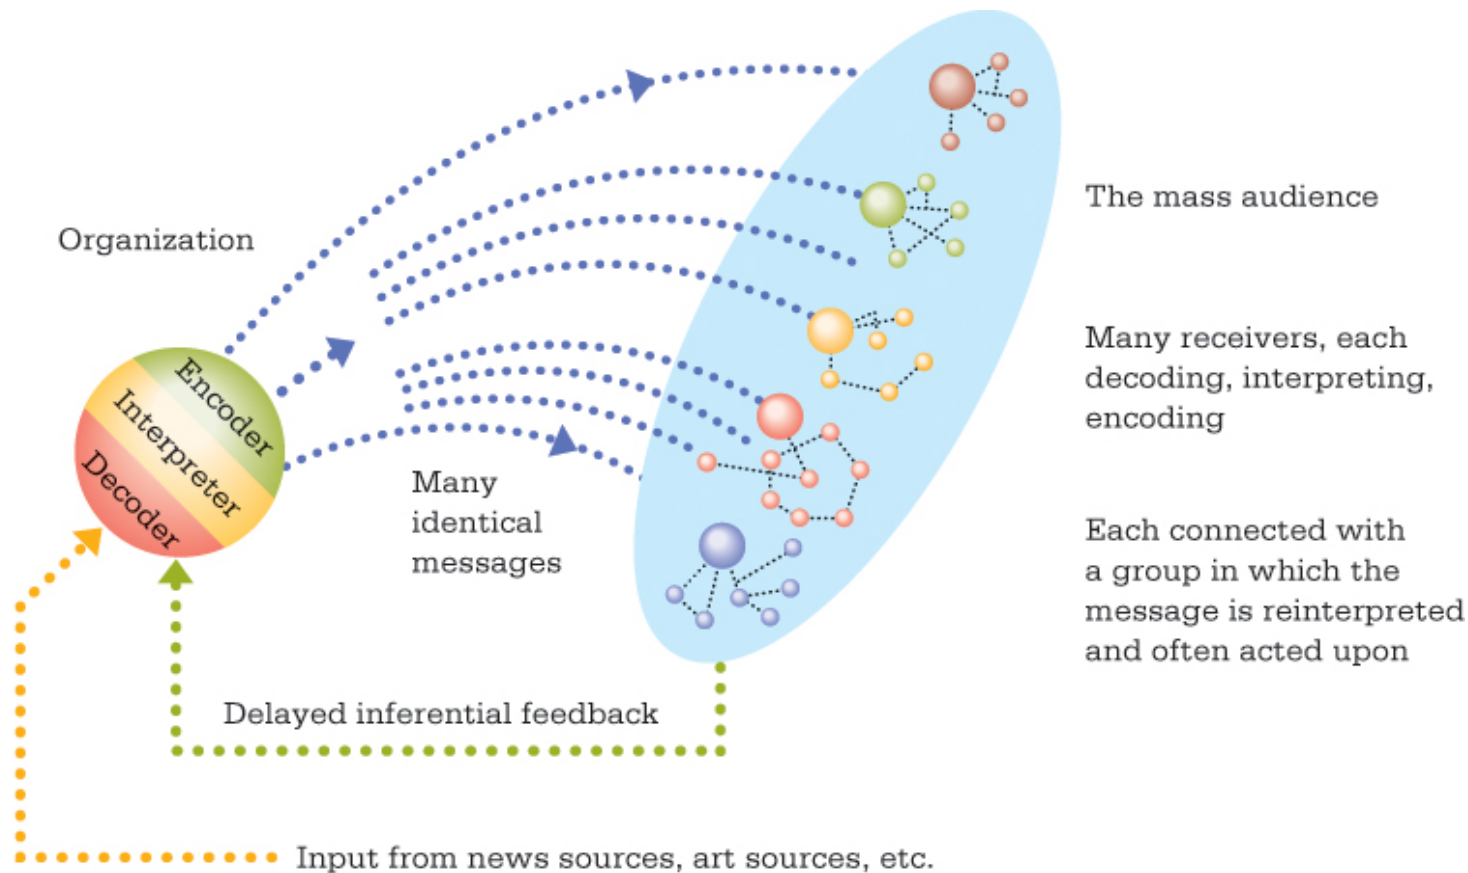 Organization
Encoder
Interpreter
Decoder
Many
identical
messages
The mass audience
Many receivers, each
decoding, interpreting,
encoding
Each connected with
a group in which the
message is reinterpreted
and often acted upon
Delayed inferential feedback
Input from news sources, art sources, etc.